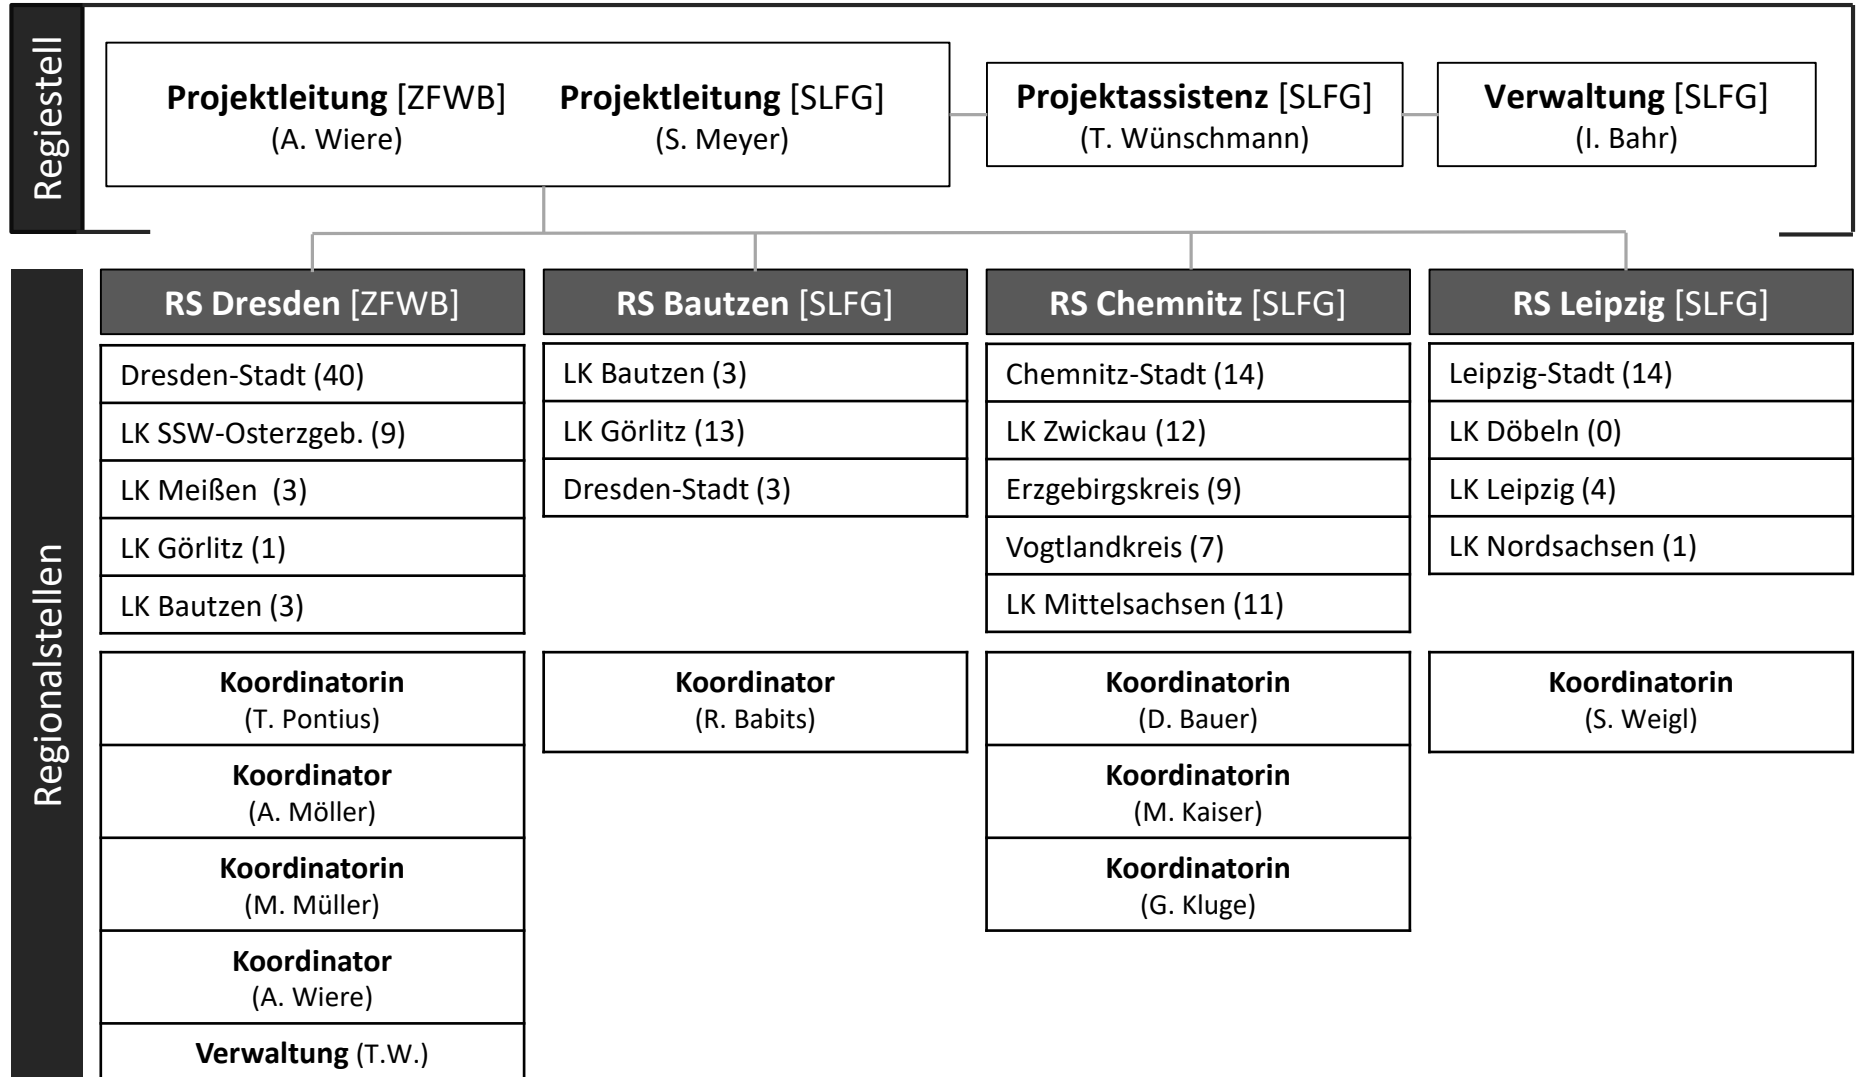 Regiestell
Projektleitung [ZFWB]
(A. Wiere)
Projektleitung [SLFG]
(S. Meyer)
Projektassistenz [SLFG]
(T. Wünschmann)
Verwaltung [SLFG]
(I. Bahr)
Regionalstellen
RS Dresden [ZFWB]
Dresden-Stadt (40)
LK SSW-Osterzgeb. (9)
LK Meißen (3)
LK Görlitz (1)
LK Bautzen (3)
Koordinatorin
(T. Pontius)
Koordinator
(A. Möller)
Koordinatorin
(M. Müller)
Koordinator
(A. Wiere)
Verwaltung (T.W.)
RS Bautzen [SLFG]
LK Bautzen (3)
LK Görlitz (13)
Dresden-Stadt (3)
Koordinator
(R. Babits)
RS Chemnitz [SLFG]
Chemnitz-Stadt (14)
LK Zwickau (12)
Erzgebirgskreis (9)
Vogtlandkreis (7)
LK Mittelsachsen (11)
Koordinatorin
(D. Bauer)
Koordinatorin
(M. Kaiser)
Koordinatorin
(G. Kluge)
RS Leipzig [SLFG]
Leipzig-Stadt (14)
LK Döbeln (0)
LK Leipzig (4)
LK Nordsachsen (1)
Koordinatorin
(S. Weigl)